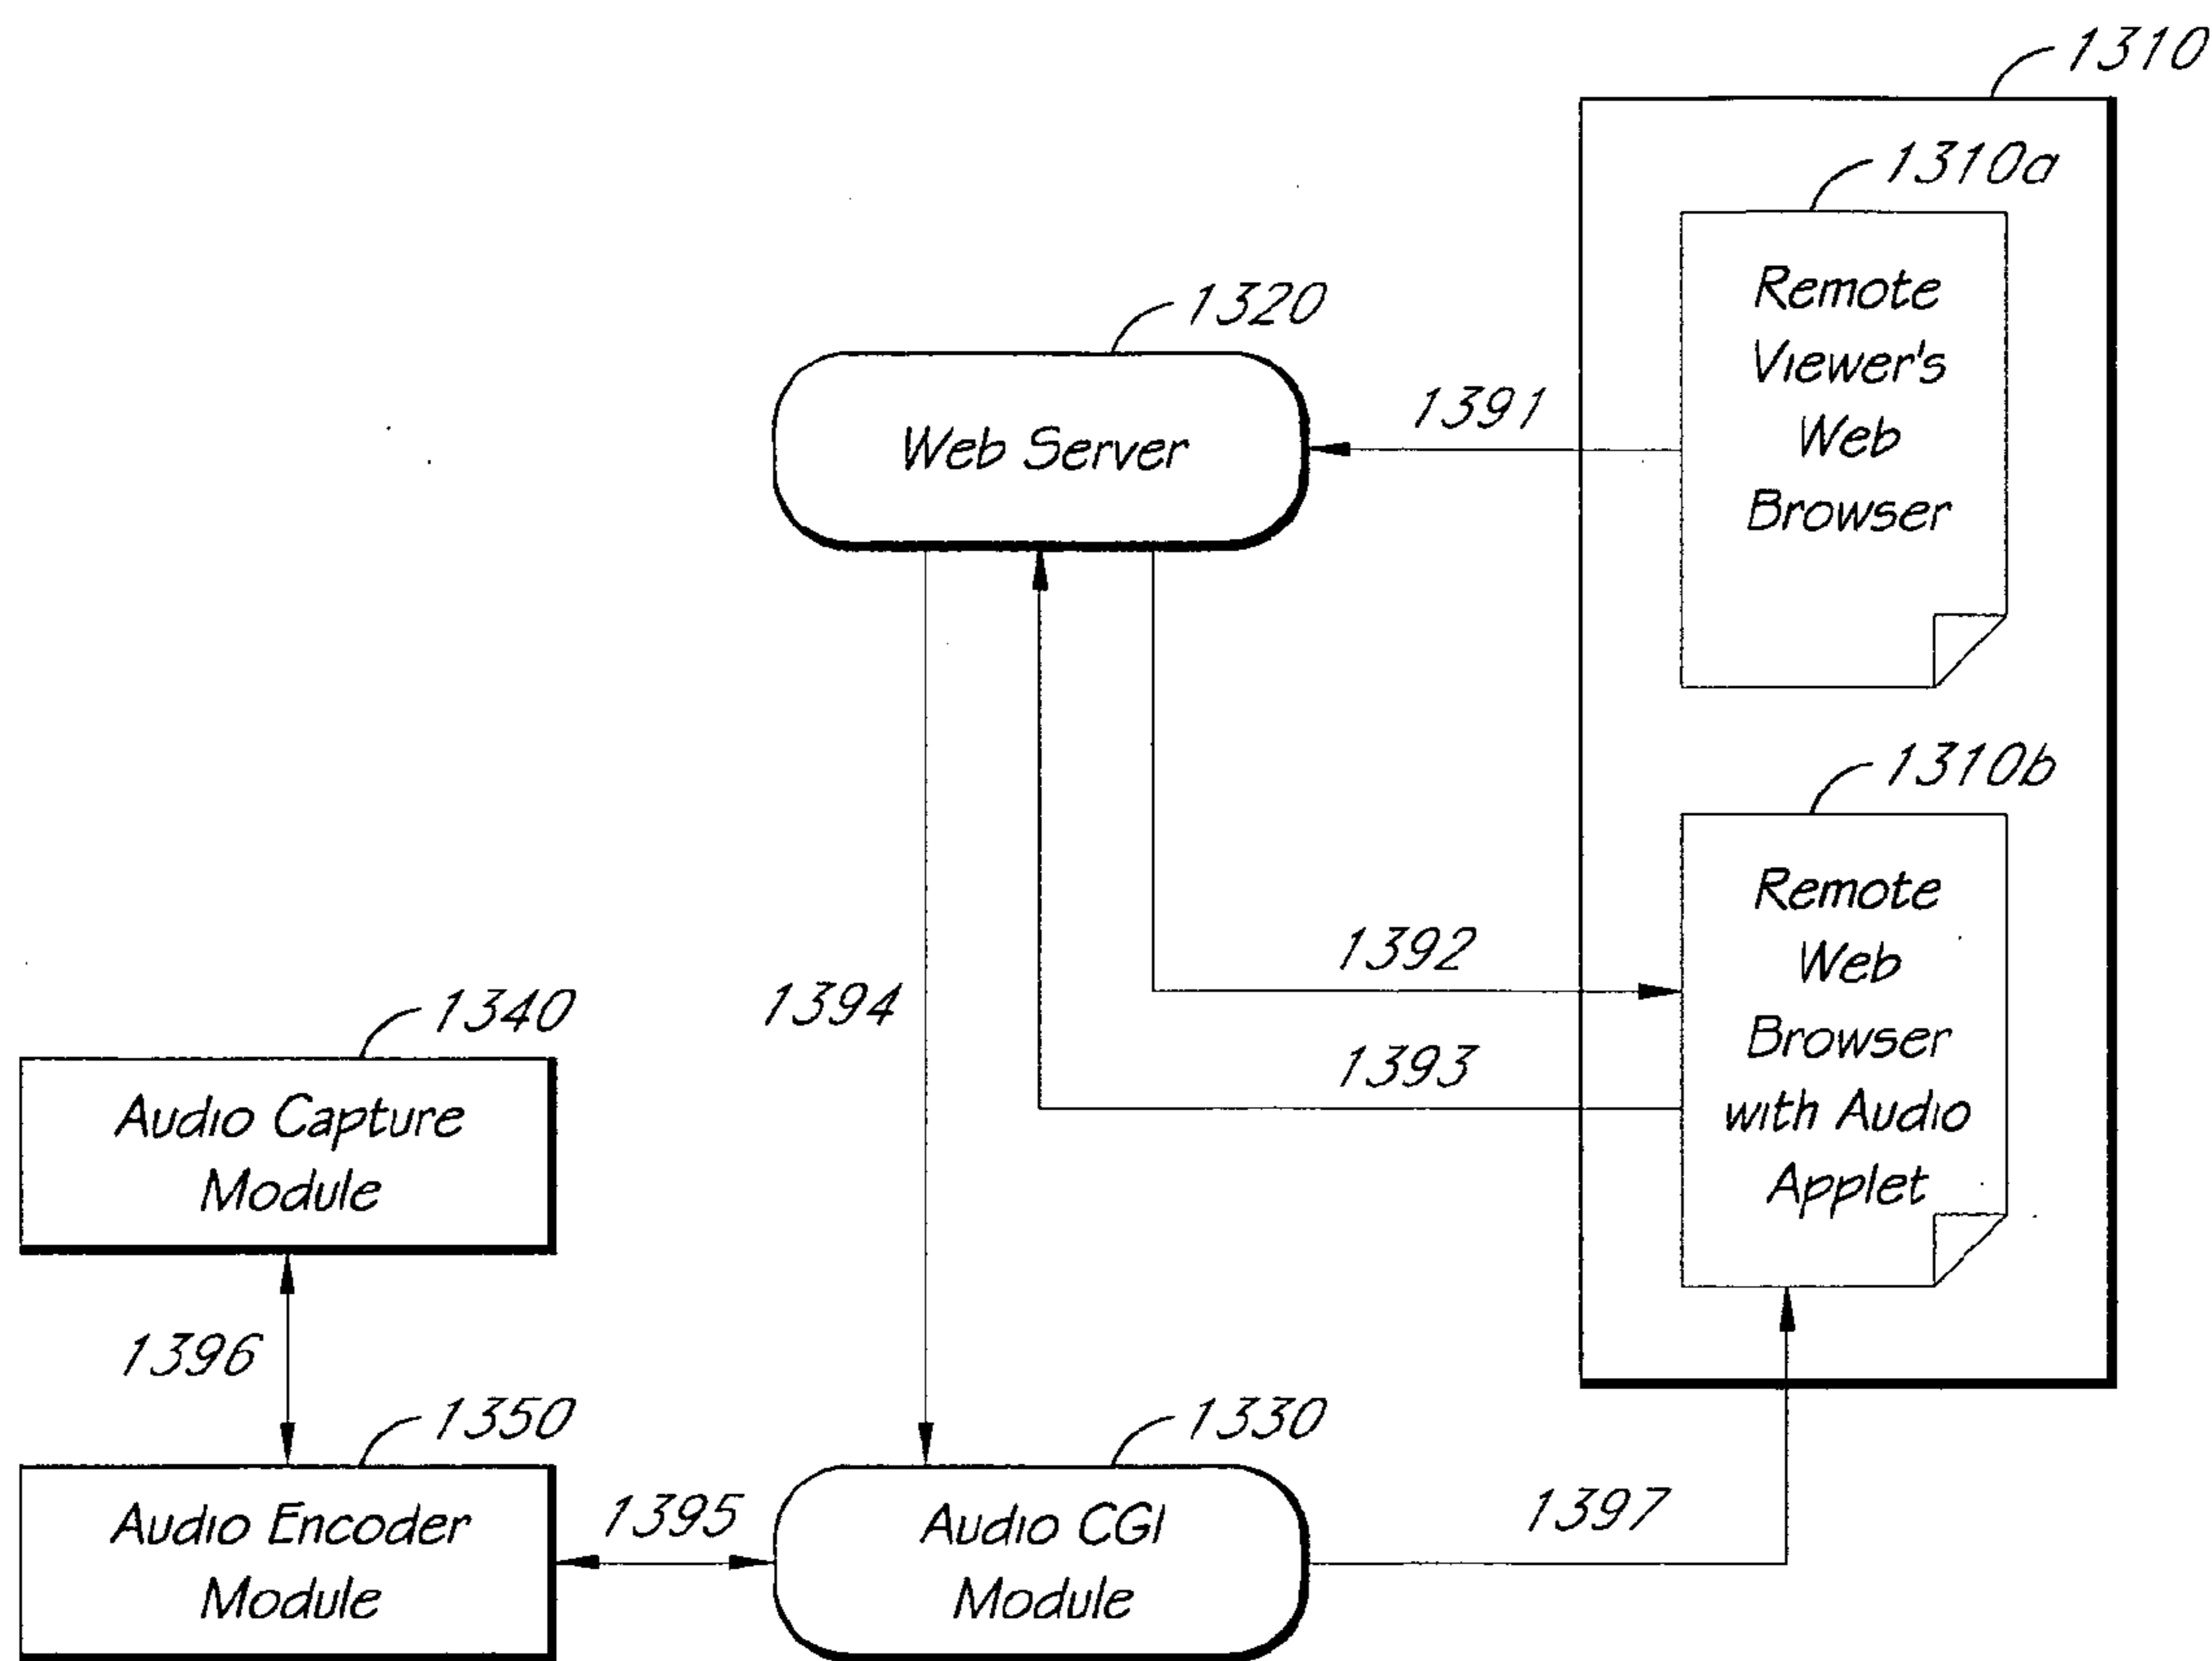 1310
1310a
Remote
Viewer's
Web
Browser
1320
Web Server
1391
1310b
Remote
Web
Browser
with Audio
Applet
1392
1393
1394
1340
Audio Capture
Module
1396
1350
Audio Encoder
Module
1395
1330
Audio CGI
Module
1397